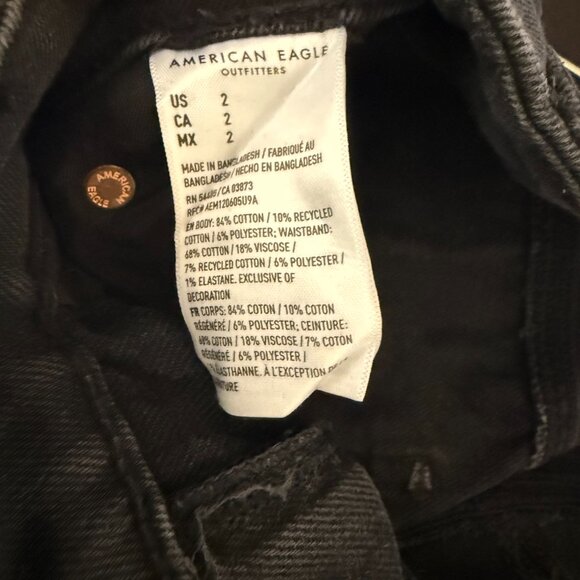 AMERICAN EAGLE
OUTFITTERS
US 2
CA 2
MX 2
MADE IN BANGLADESH / FABRIQUÉ AU
BANGLADESH / HECHO EN BANGLADESH
RN 54485 / CA 03873
RFC# AEM120605U9A
EN BODY: 84% COTTON / 10% RECYCLED
COTTON / 6% POLYESTER; WAISTBAND:
68% COTTON / 18% VISCOSE /
7% RECYCLED COTTON / 6% POLYESTER /
1% ELASTANE. EXCLUSIVE OF
DECORATION
FR CORPS: 84% COTON / 10% COTON
RÉGÉNÉRÉ / 6% POLYESTER; CEINTURE:
68% COTON / 18% VISCOSE / 7% COTON
RÉGÉNÉRÉ / 6% POLYESTER /
ÉLASTHANNE. À L'EXCEPTION
AMERICAN
EAGLE